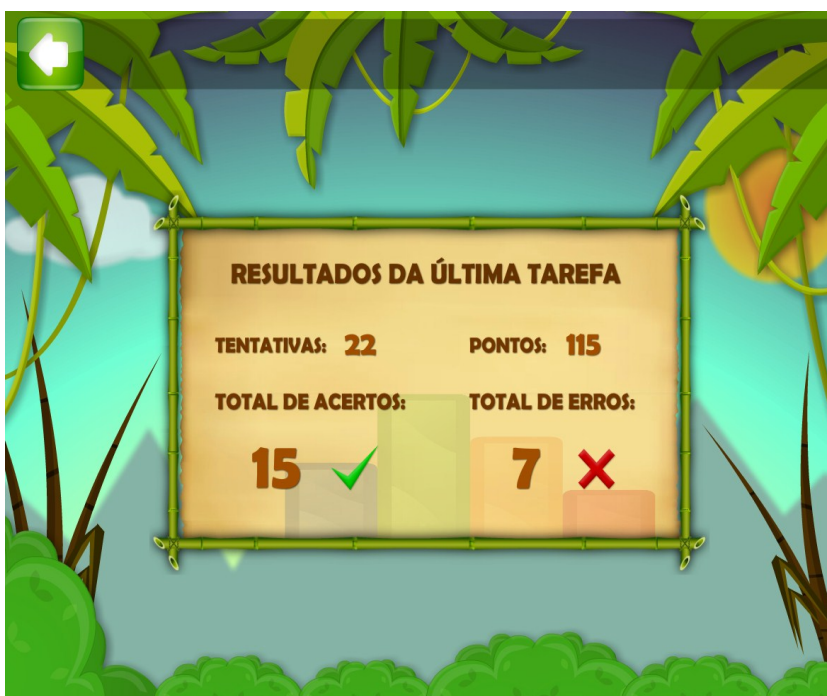 RESULTADOS DA ÚLTIMA TAREFA
TENTATIVAS: 22 PONTOS: 115
TOTAL DE ACERTOS: TOTAL DE ERROS:
15 7